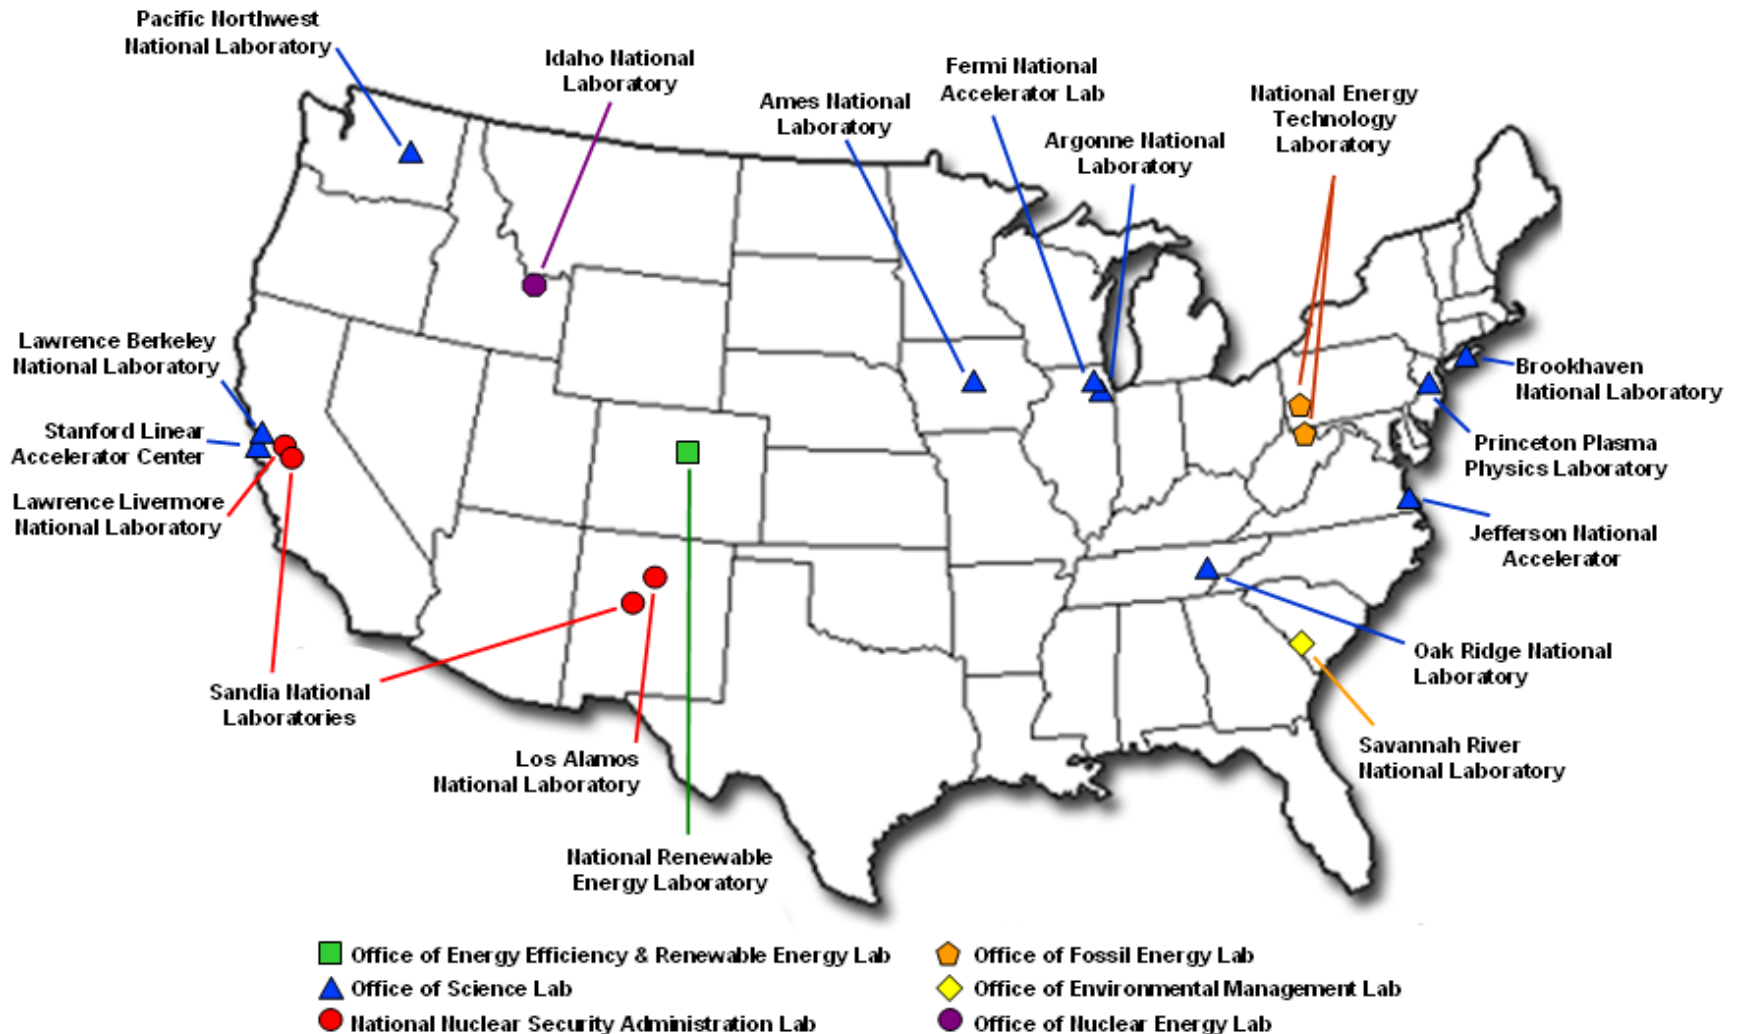 Pacific Northwest
National Laboratory
Idaho National
Laboratory
Ames National
Laboratory
Fermi National
Accelerator Lab
Argonne National
Laboratory
National Energy
Technology
Laboratory
Lawrence Berkeley
National Laboratory
Stanford Linear
Accelerator Center
Lawrence Livermore
National Laboratory
Brookhaven
National Laboratory
Princeton Plasma
Physics Laboratory
Jefferson National
Accelerator
Oak Ridge National
Laboratory
Savannah River
National Laboratory
Sandia National
Laboratories
Los Alamos
National Laboratory
National Renewable
Energy Laboratory
Office of Energy Efficiency & Renewable Energy Lab
Office of Science Lab
National Nuclear Security Administration Lab
Office of Fossil Energy Lab
Office of Environmental Management Lab
Office of Nuclear Energy Lab